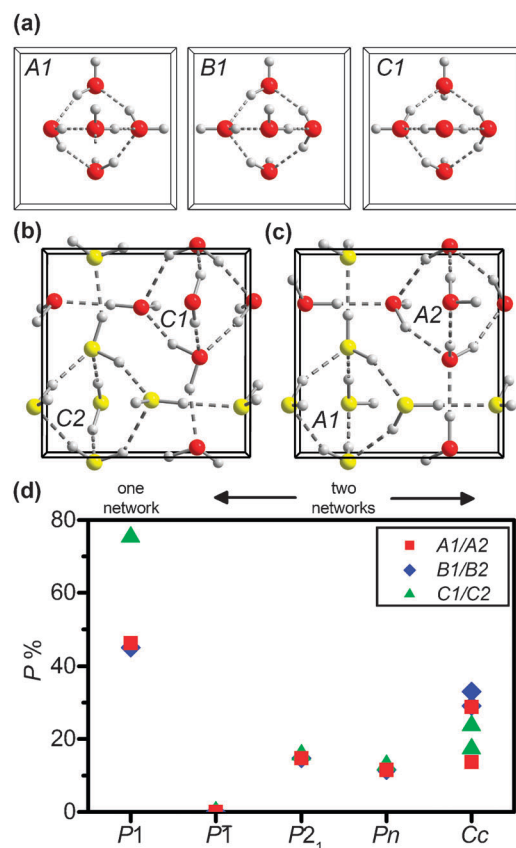 (a)
A1
B1
C1
(b)
(c)
C1
C2
A2
A1
(d)
one
network
two
networks
80
60
40
20
0
P %
A1/A2
B1/B2
C1/C2
P1
P1̅
P2₁
Pn
Cc